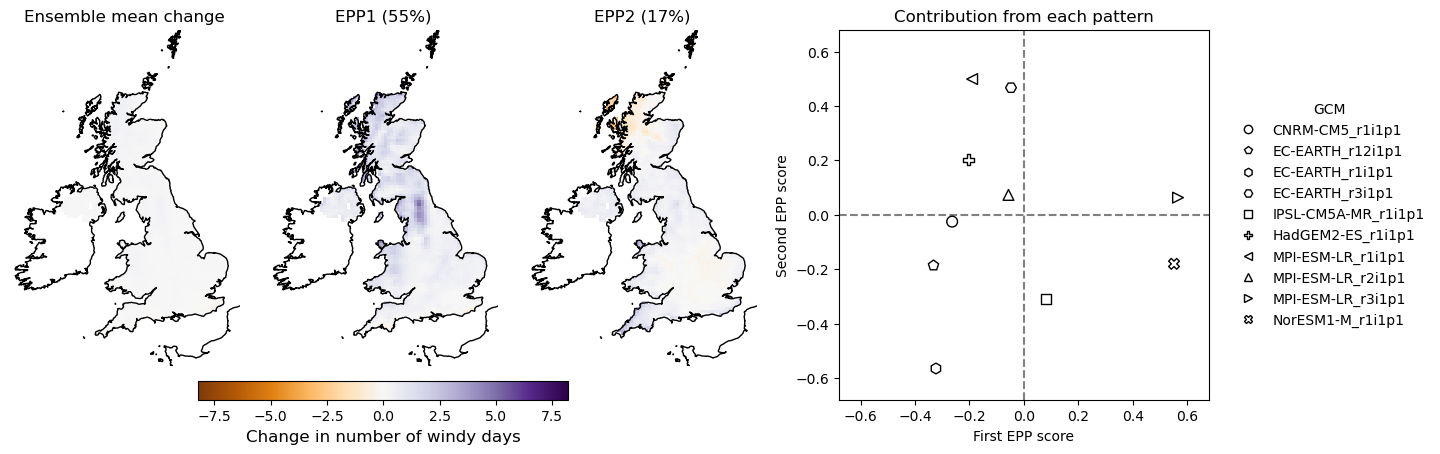 Ensemble mean change
EPP1 (55%)
EPP2 (17%)
−7.5 −5.0 −2.5 0.0 2.5 5.0 7.5
Change in number of windy days
Contribution from each pattern
Second EPP score
0.6
0.4
0.2
0.0
−0.2
−0.4
−0.6
−0.6 −0.4 −0.2 0.0 0.2 0.4 0.6
First EPP score
GCM
CNRM-CM5_r1i1p1
EC-EARTH_r12i1p1
EC-EARTH_r1i1p1
EC-EARTH_r3i1p1
IPSL-CM5A-MR_r1i1p1
HadGEM2-ES_r1i1p1
MPI-ESM-LR_r1i1p1
MPI-ESM-LR_r2i1p1
MPI-ESM-LR_r3i1p1
NorESM1-M_r1i1p1